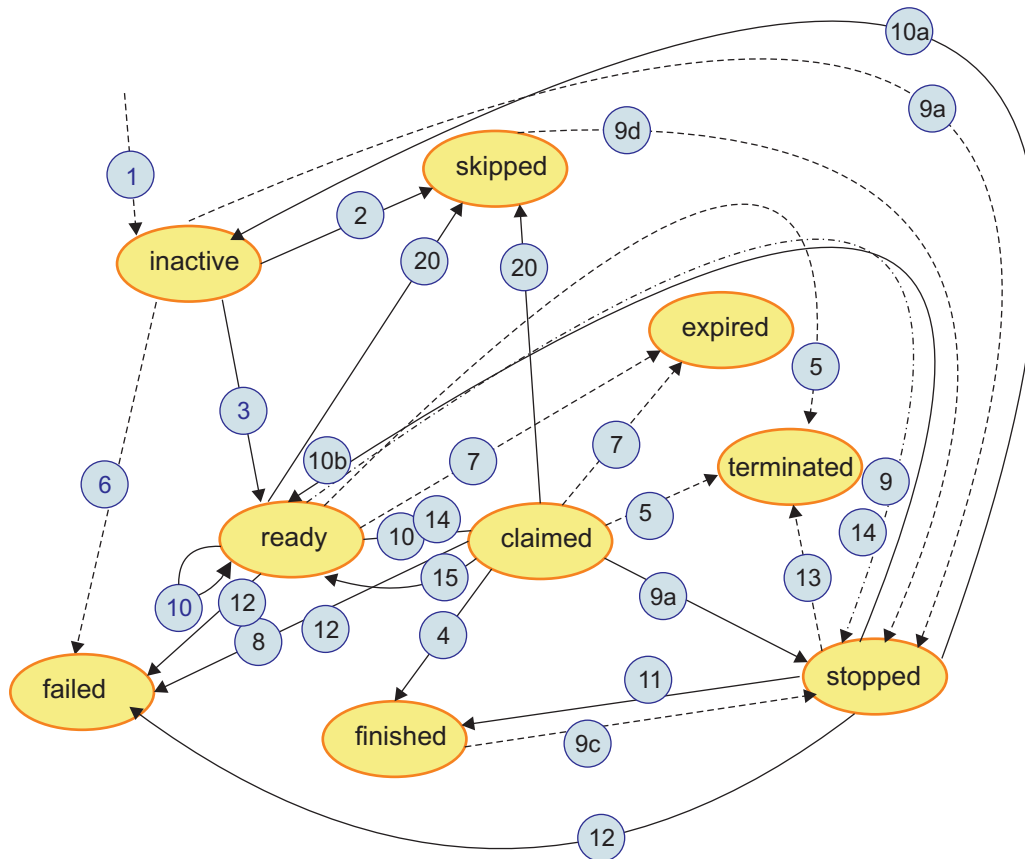 10a
9a
9d
skipped
1
2
inactive
20
20
expired
5
3
10b
7
7
terminated
9
6
5
14
ready
10
14
claimed
15
13
10
12
8
12
4
9a
failed
11
stopped
finished
9c
12